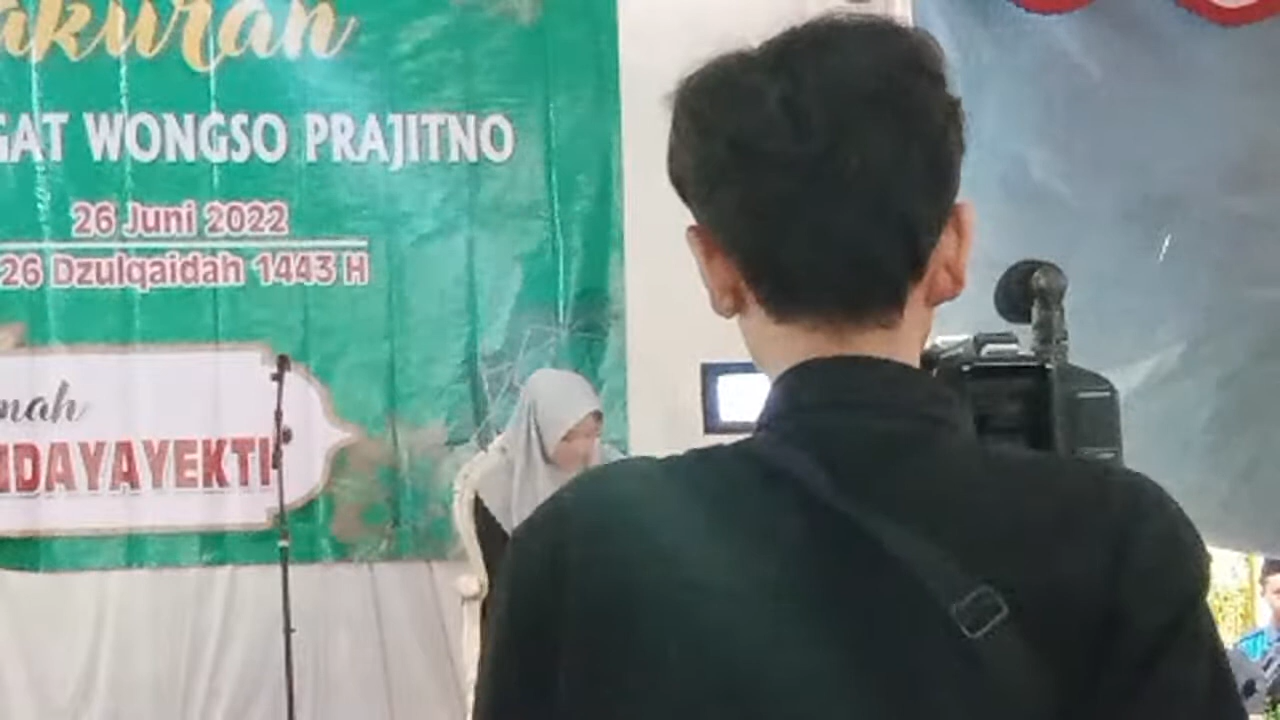 akuran
GAT WONGSO PRAJITNO
26 Juni 2022
26 Dzulqaidah 1443 H
mah
NDAYAYEKTI